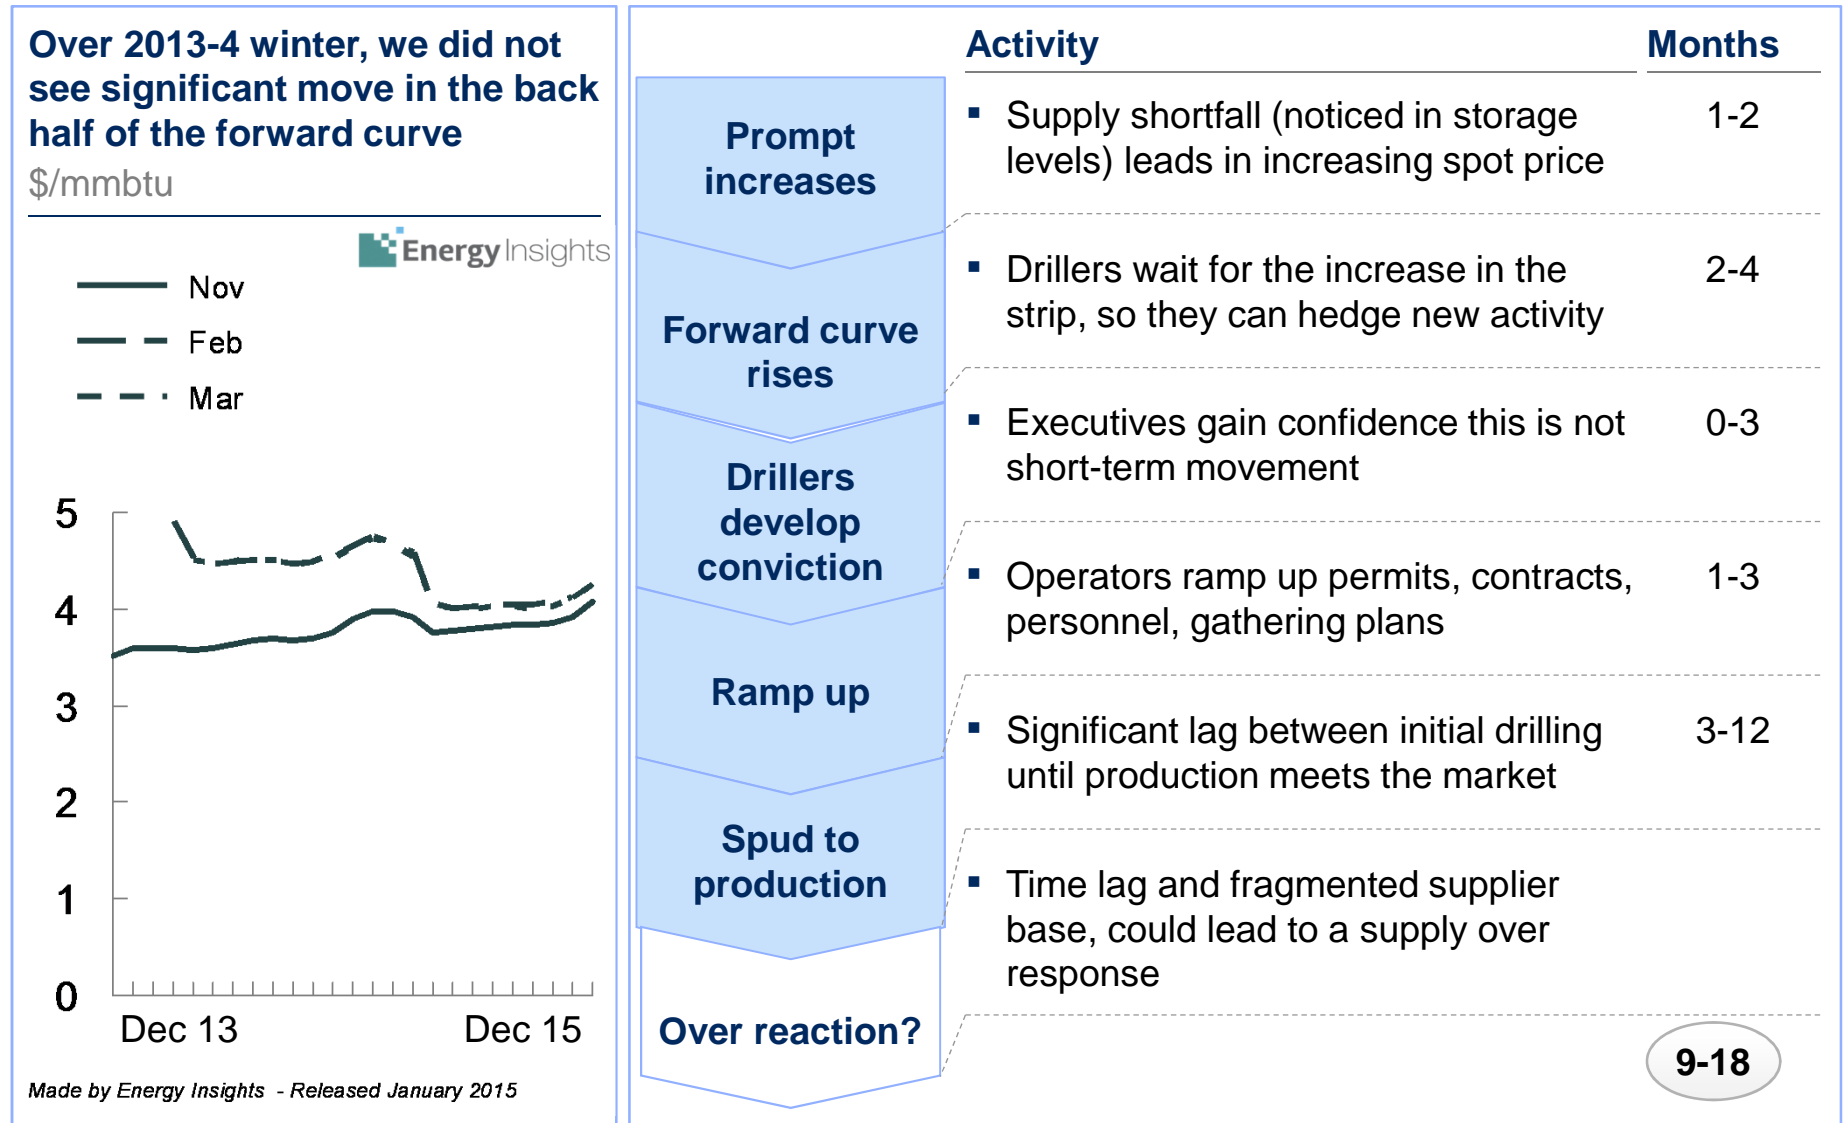 Over 2013-4 winter, we did not
see significant move in the back
half of the forward curve
$/mmbtu
EnergyInsights
Nov
Feb
Mar
5
4
3
2
1
0
Dec 13
Dec 15
Made by Energy Insights - Released January 2015
Activity
Months
Prompt
increases
▪ Supply shortfall (noticed in storage
levels) leads in increasing spot price
1-2
Forward curve
rises
▪ Drillers wait for the increase in the
strip, so they can hedge new activity
2-4
Drillers
develop
conviction
▪ Executives gain confidence this is not
short-term movement
0-3
Ramp up
▪ Operators ramp up permits, contracts,
personnel, gathering plans
1-3
Spud to
production
▪ Significant lag between initial drilling
until production meets the market
3-12
Over reaction?
▪ Time lag and fragmented supplier
base, could lead to a supply over
response
9-18